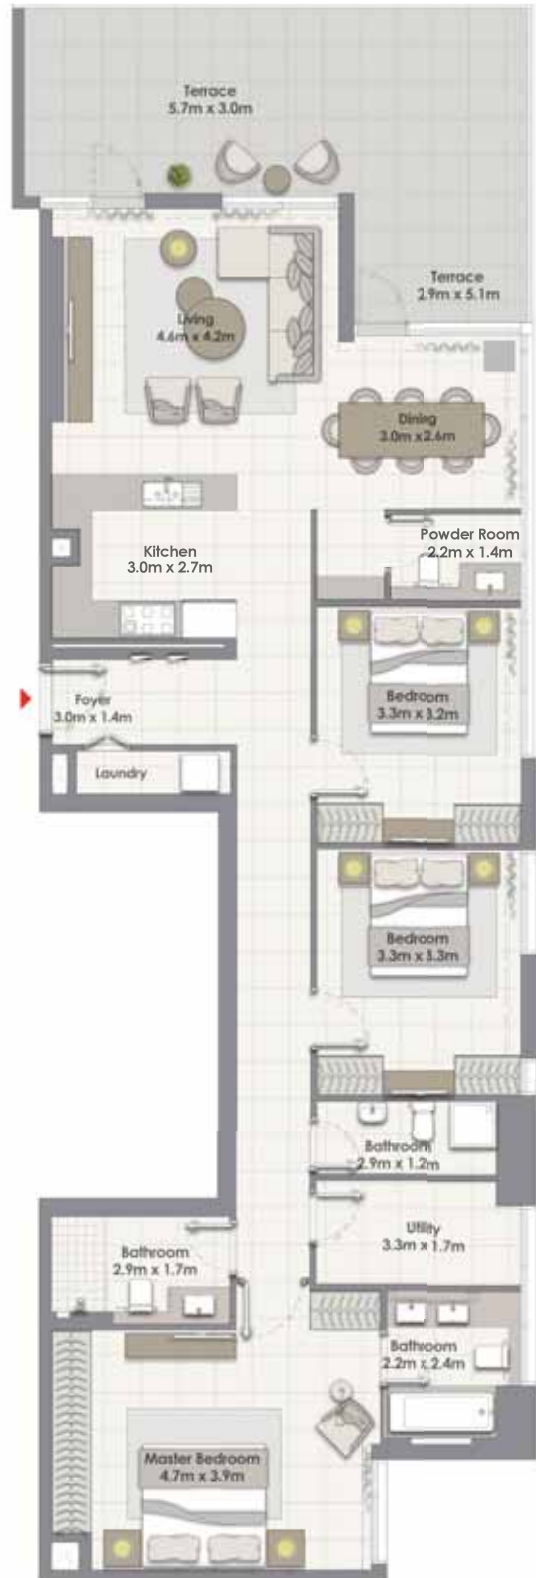 Terrace
5.7m x 3.0m
Terrace
2.9m x 5.1m
Living
4.6m x 4.2m
Dining
3.0m x 2.6m
Powder Room
2.2m x 1.4m
Kitchen
3.0m x 2.7m
Bedroom
3.3m x 3.2m
Foyer
3.0m x 1.4m
Laundry
Bedroom
3.3m x 3.3m
Bathroom
2.9m x 1.2m
Utility
3.3m x 1.7m
Bathroom
2.9m x 1.7m
Bathroom
2.2m x 2.4m
Master Bedroom
4.7m x 3.9m